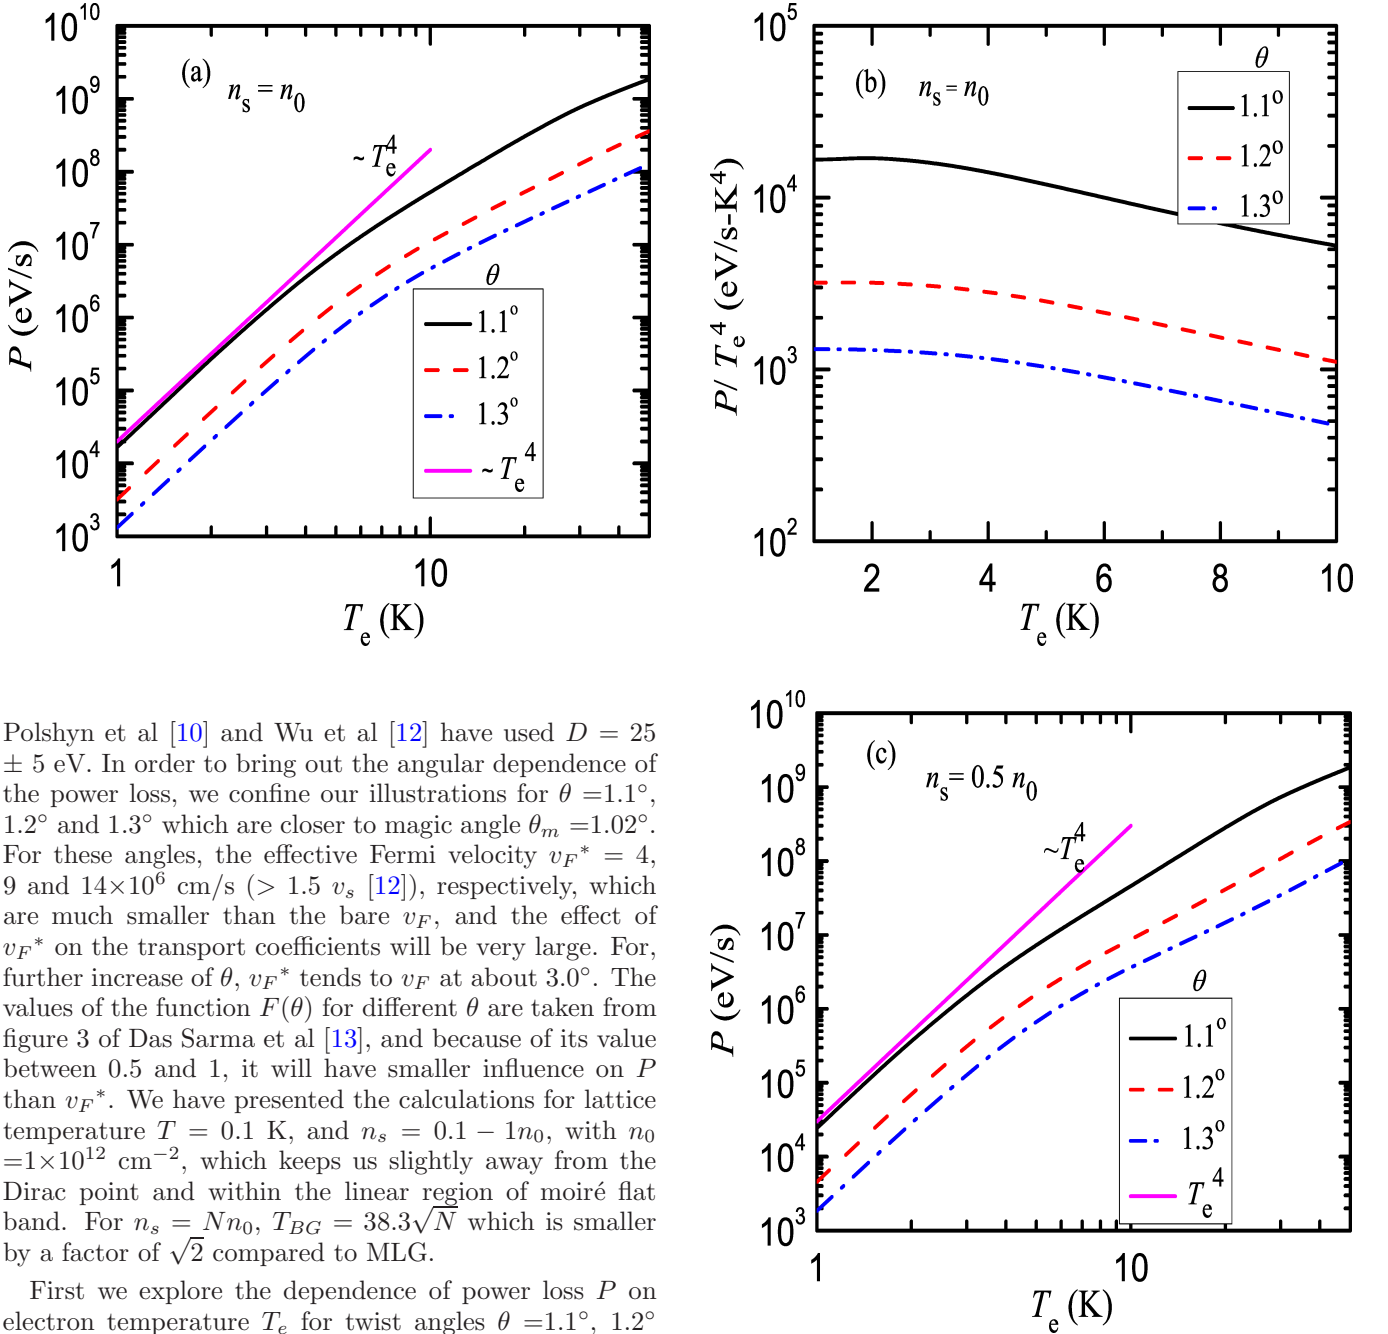 (a)
n_s = n_0
~ T_e^4
10^10
10^9
10^8
10^7
10^6
10^5
10^4
10^3
P (eV/s)
θ
1.1°
1.2°
1.3°
~ T_e^4
1
10
T_e (K)
(b)
n_s = n_0
θ
1.1°
1.2°
1.3°
10^5
10^4
10^3
10^2
P/ T_e^4 (eV/s-K^4)
2
4
6
8
10
T_e (K)
Polshyn et al [10] and Wu et al [12] have used D = 25
± 5 eV. In order to bring out the angular dependence of
the power loss, we confine our illustrations for θ =1.1°,
1.2° and 1.3° which are closer to magic angle θ_m =1.02°.
For these angles, the effective Fermi velocity v_F* = 4,
9 and 14×10^6 cm/s (> 1.5 v_s [12]), respectively, which
are much smaller than the bare v_F, and the effect of
v_F* on the transport coefficients will be very large. For,
further increase of θ, v_F* tends to v_F at about 3.0°. The
values of the function F(θ) for different θ are taken from
figure 3 of Das Sarma et al [13], and because of its value
between 0.5 and 1, it will have smaller influence on P
than v_F*. We have presented the calculations for lattice
temperature T = 0.1 K, and n_s = 0.1 − 1n_0, with n_0
=1×10^12 cm^−2, which keeps us slightly away from the
Dirac point and within the linear region of moiré flat
band. For n_s = Nn_0, T_BG = 38.3√N which is smaller
by a factor of √2 compared to MLG.
First we explore the dependence of power loss P on
electron temperature T_e for twist angles θ =1.1°, 1.2°
(c)
n_s = 0.5 n_0
~T_e^4
10^10
10^9
10^8
10^7
10^6
10^5
10^4
10^3
P (eV/s)
θ
1.1°
1.2°
1.3°
T_e^4
1
10
T_e (K)